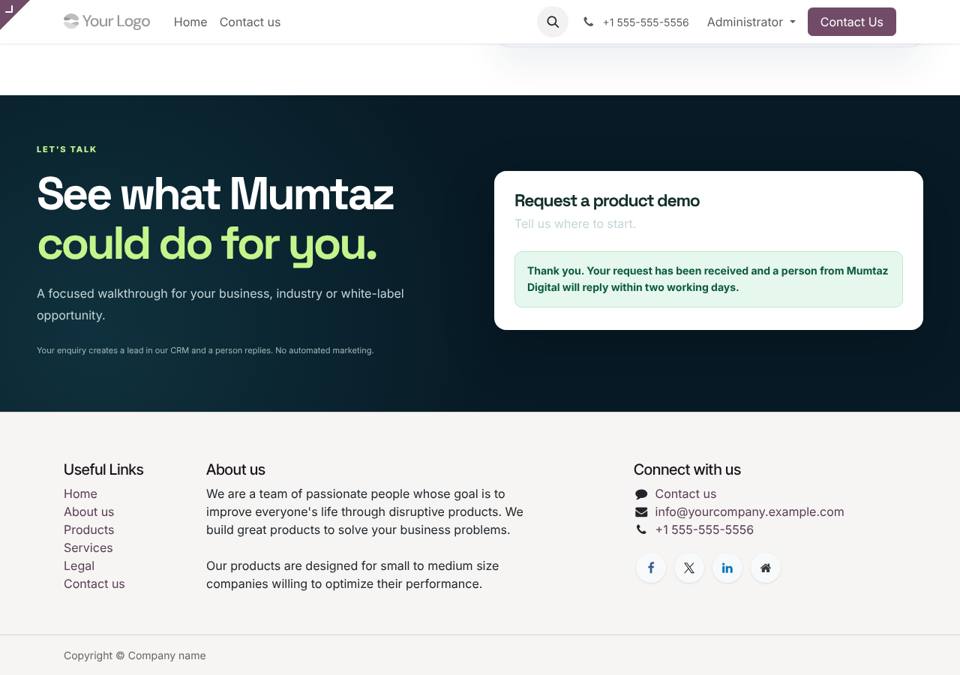 Your Logo
Home
Contact us
+1 555-555-5556
Administrator
Contact Us
LET'S TALK
See what Mumtaz
could do for you.
A focused walkthrough for your business, industry or white-label
opportunity.
Your enquiry creates a lead in our CRM and a person replies. No automated marketing.
Request a product demo
Tell us where to start.
Thank you. Your request has been received and a person from Mumtaz
Digital will reply within two working days.
Useful Links
Home
About us
Products
Services
Legal
Contact us
About us
We are a team of passionate people whose goal is to
improve everyone's life through disruptive products. We
build great products to solve your business problems.
Our products are designed for small to medium size
companies willing to optimize their performance.
Connect with us
Contact us
info@yourcompany.example.com
+1 555-555-5556
Copyright © Company name